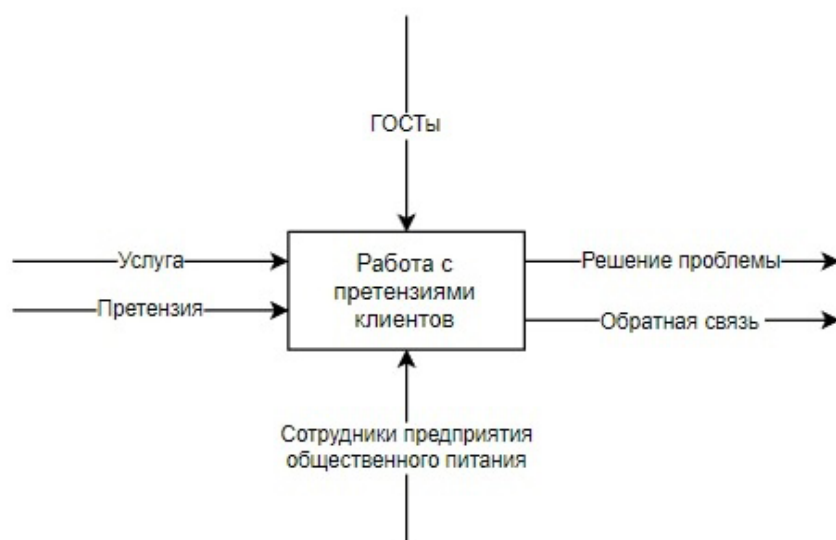 ГОСТы
Услуга
Претензия
Работа с
претензиями
клиентов
Решение проблемы
Обратная связь
Сотрудники предприятия
общественного питания